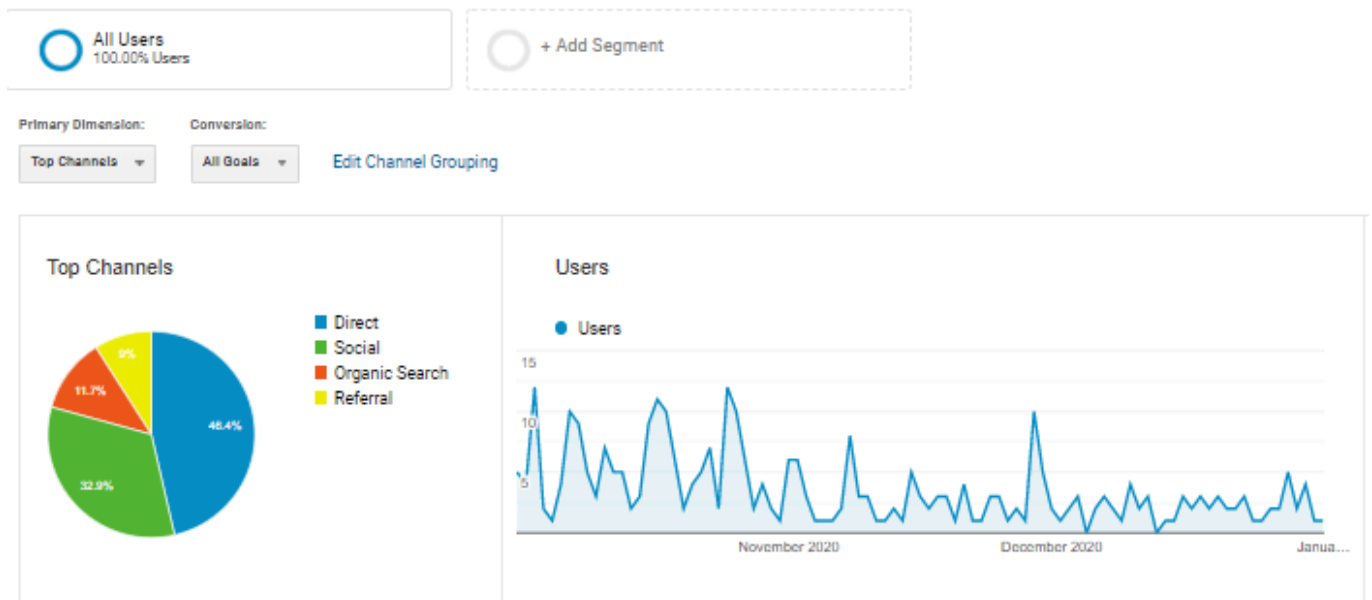 All Users
100.00% Users
+ Add Segment
Primary Dimension:
Conversion:
Top Channels
All Goals
Edit Channel Grouping
Top Channels
Direct
Social
Organic Search
Referral
9%
11.7%
46.4%
32.9%
Users
Users
15
10
5
November 2020
December 2020
Janua...